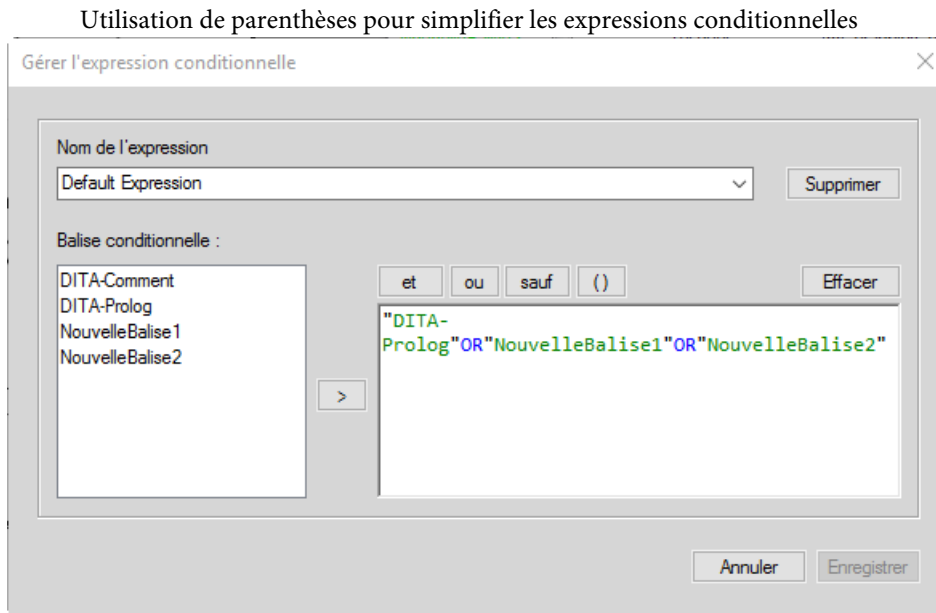 Utilisation de parenthèses pour simplifier les expressions conditionnelles
Gérer l'expression conditionnelle
Nom de l'expression
Default Expression
Supprimer
Balise conditionnelle :
DITA-Comment
DITA-Prolog
NouvelleBalise1
NouvelleBalise2
>
et ou sauf () Effacer
"DITA-
Prolog"OR"NouvelleBalise1"OR"NouvelleBalise2"
Annuler Enregistrer